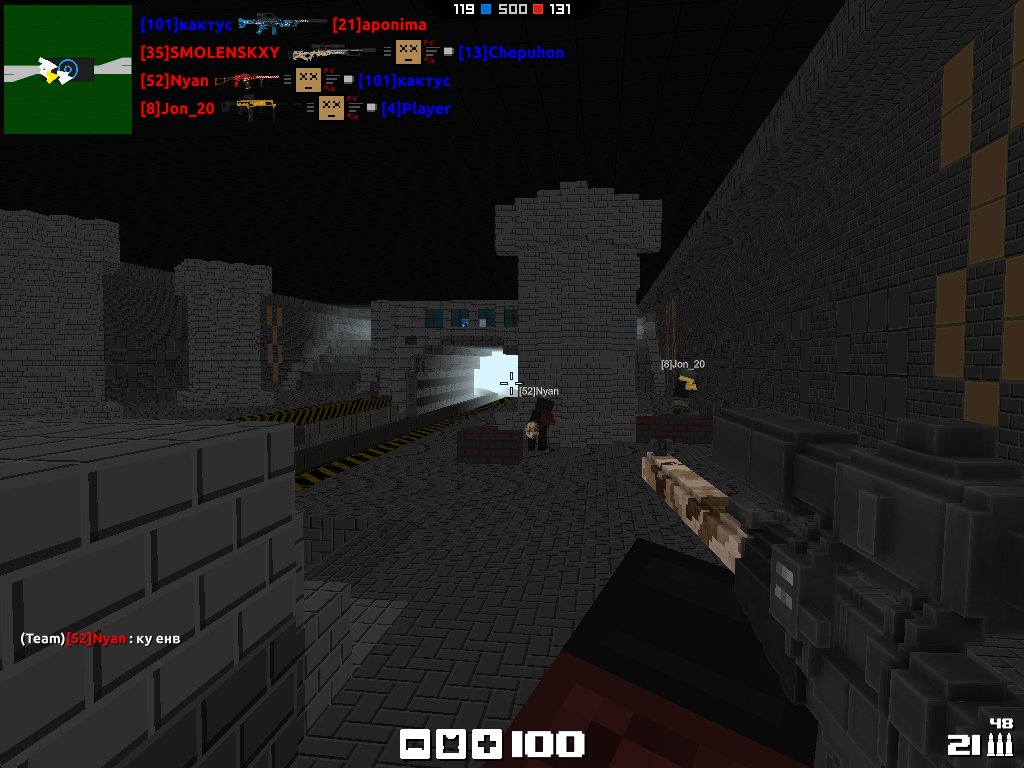 119 500 131
[101]кактус [21]aponima
[35]SMOLENSKXY [13]Chepuhon
[52]Nyan [101]кактус
[8]Jon_20 [4]Player
[8]Jon_20
[52]Nyan
(Team)[52]Nyan : ку енв
100
48
21